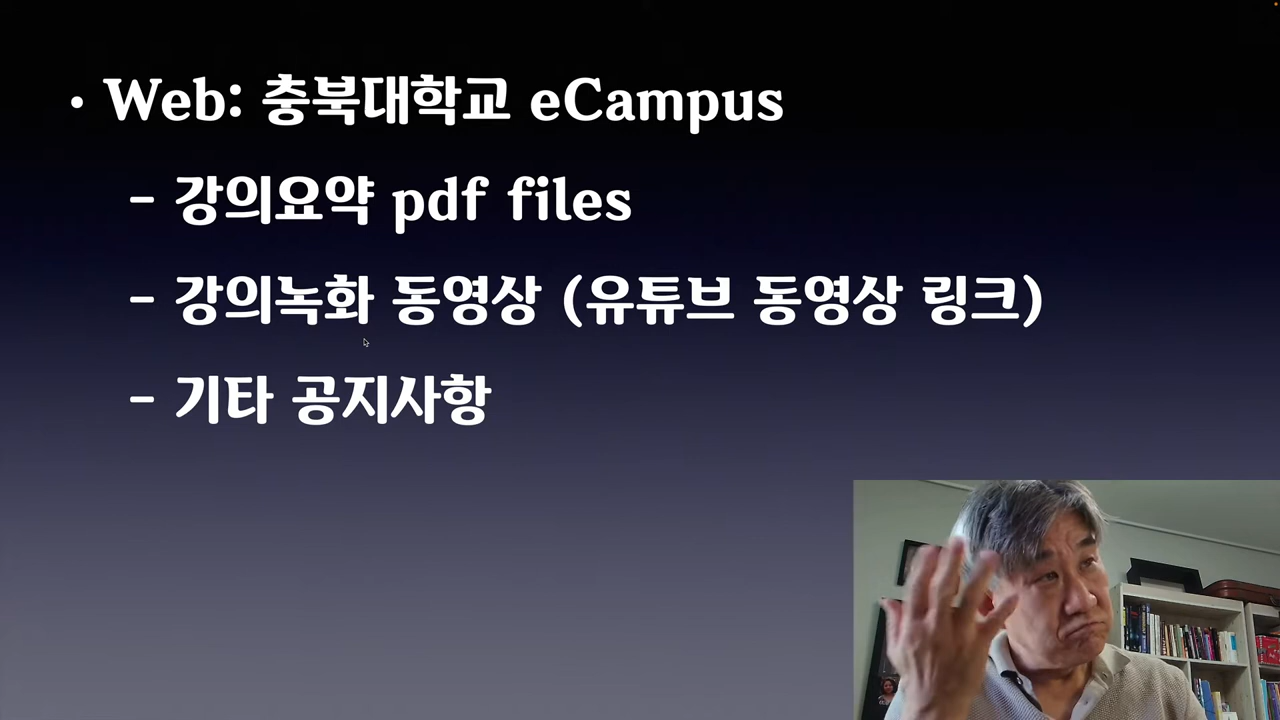 • Web: 충북대학교 eCampus
- 강의요약 pdf files
- 강의녹화 동영상 (유튜브 동영상 링크)
- 기타 공지사항